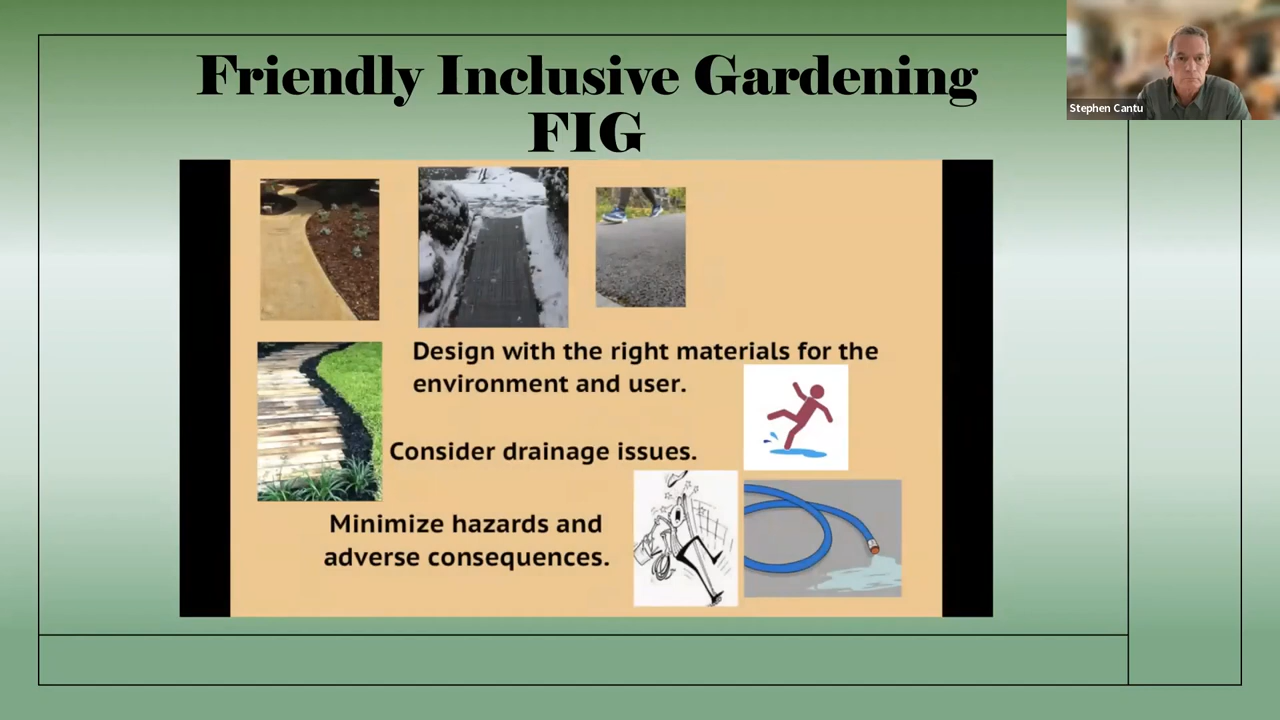 Friendly Inclusive Gardening
FIG
Stephen Cantu
Design with the right materials for the
environment and user.
Consider drainage issues.
Minimize hazards and
adverse consequences.